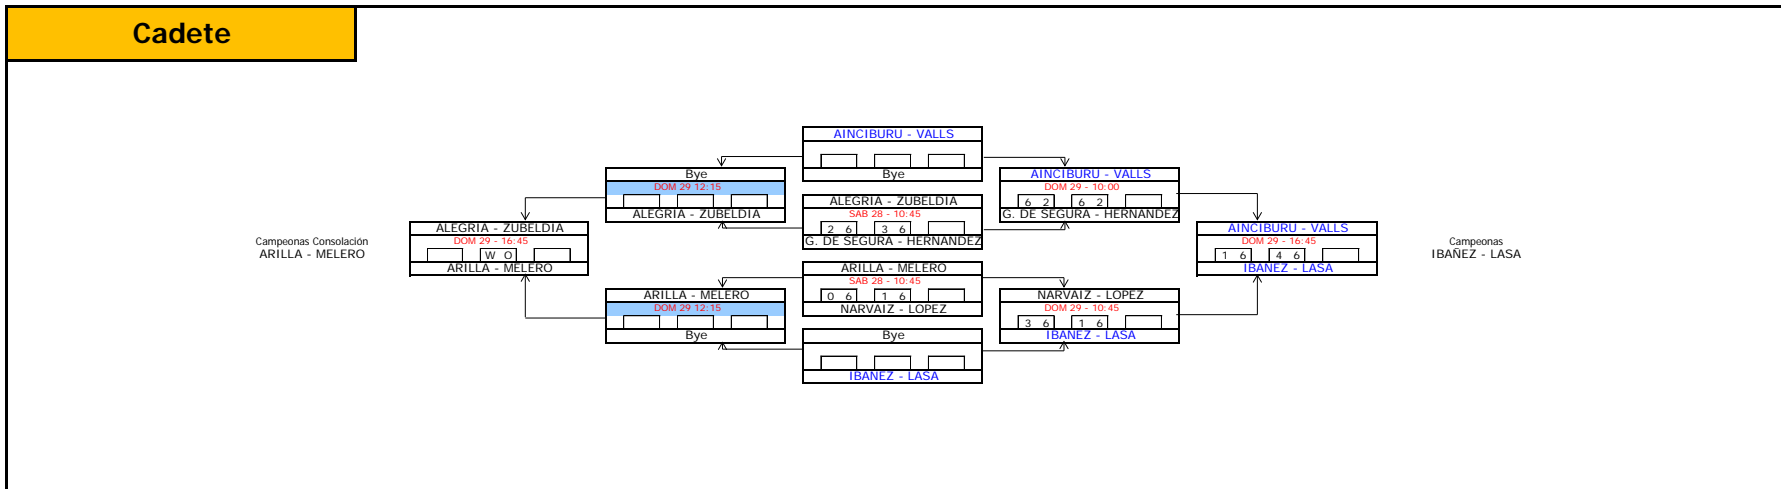 Cadete
AINCIBURU - VALLS
Bye
Bye
DOM 29 12:15
ALEGRIA - ZUBELDIA
ALEGRIA - ZUBELDIA
SAB 28 - 10:45
2 6 3 6
G. DE SEGURA - HERNANDEZ
AINCIBURU - VALLS
DOM 29 - 10:00
6 2 6 2
G. DE SEGURA - HERNANDEZ
Campeonas Consolación
ARILLA - MELERO
ALEGRIA - ZUBELDIA
DOM 29 - 16:45
W O
ARILLA - MELERO
AINCIBURU - VALLS
DOM 29 - 16:45
1 6 4 6
IBAÑEZ - LASA
Campeonas
IBAÑEZ - LASA
ARILLA - MELERO
SAB 28 - 10:45
0 6 1 6
NARVAIZ - LOPEZ
ARILLA - MELERO
DOM 29 12:15
Bye
NARVAIZ - LOPEZ
DOM 29 - 10:45
3 6 1 6
IBAÑEZ - LASA
Bye
IBAÑEZ - LASA